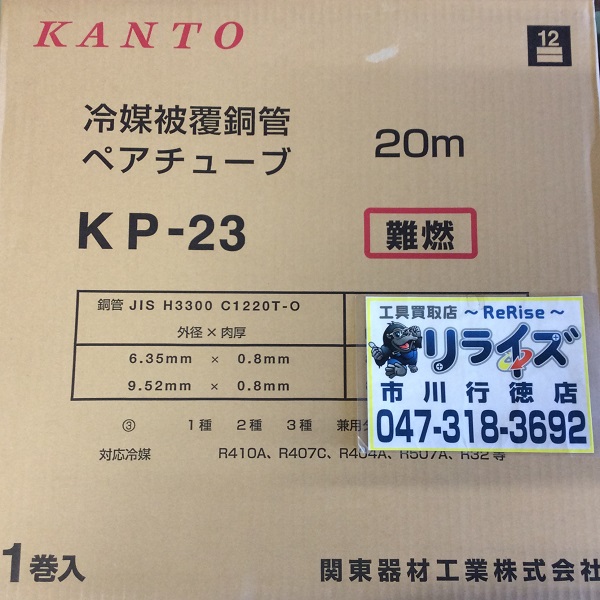 KANTO
12
冷媒被覆銅管
ペアチューブ
20m
KP-23
難燃
銅管 JIS H3300 C1220T-O
外径×肉厚
6.35mm × 0.8mm
9.52mm × 0.8mm
工具買取店 ～ReRise～
リライズ
市川行徳店
047-318-3692
③ 1種 2種 3種 兼用
対応冷媒 R410A、R407C、R404A、R507A、R32等
1巻入
関東器材工業株式会社